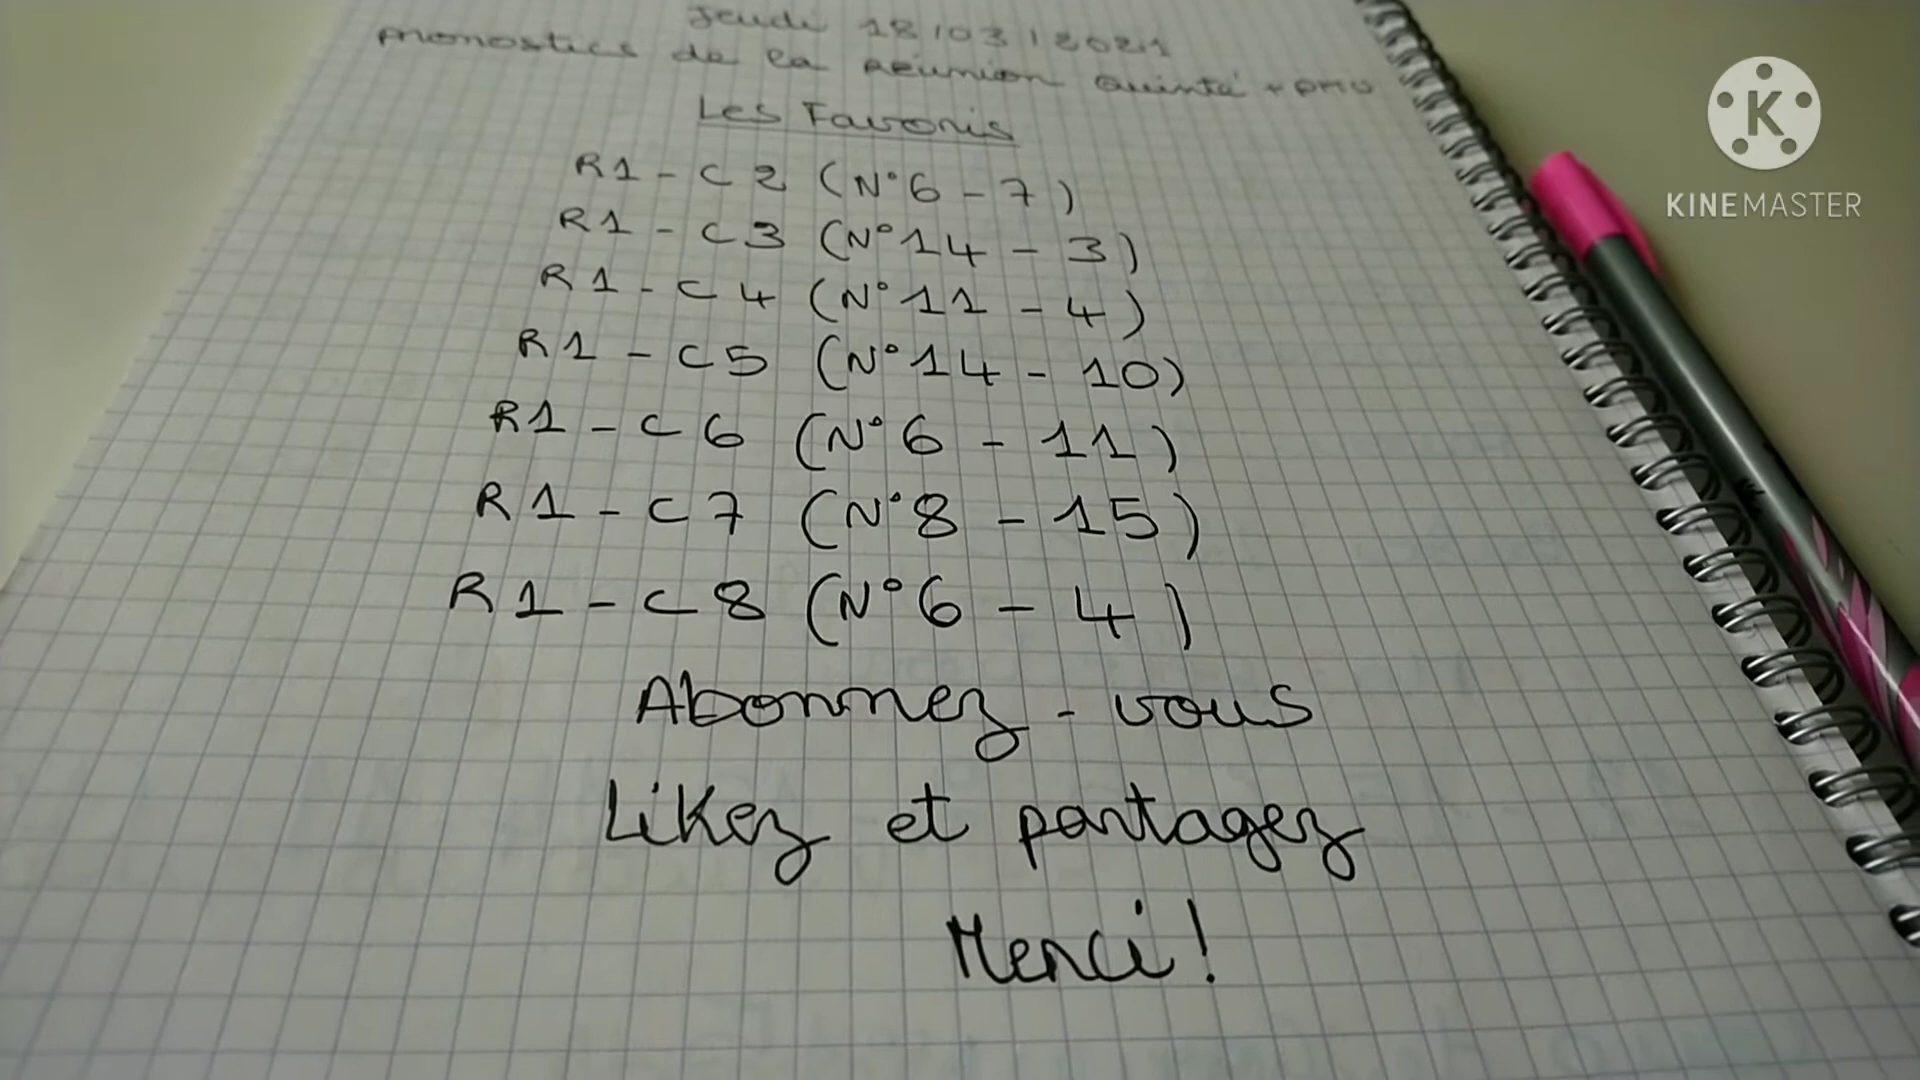 Jeudi 18/03/2021
pronostics de la Réunion Quinté + PMU
Les Favoris
R1 - C2 (N°6 - 7)
R1 - C3 (N°14 - 3)
R1 - C4 (N°11 - 4)
R1 - C5 (N°14 - 10)
R1 - C6 (N°6 - 11)
R1 - C7 (N°8 - 15)
R1 - C8 (N°6 - 4)
Abonnez-vous
Likez et partagez
Merci!
K
KINEMASTER